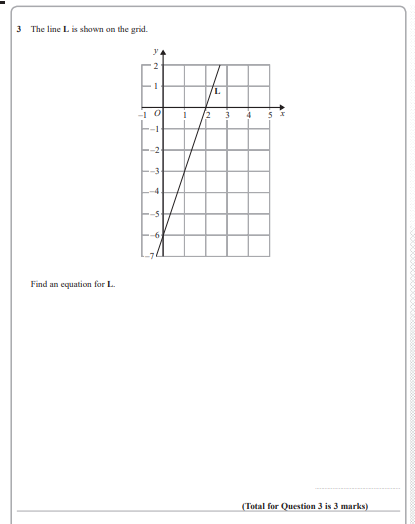 3 The line L is shown on the grid.
y
2
1
L
-1 O 1 2 3 4 5 x
-1
-2
-3
-4
-5
-6
-7
Find an equation for L.
(Total for Question 3 is 3 marks)